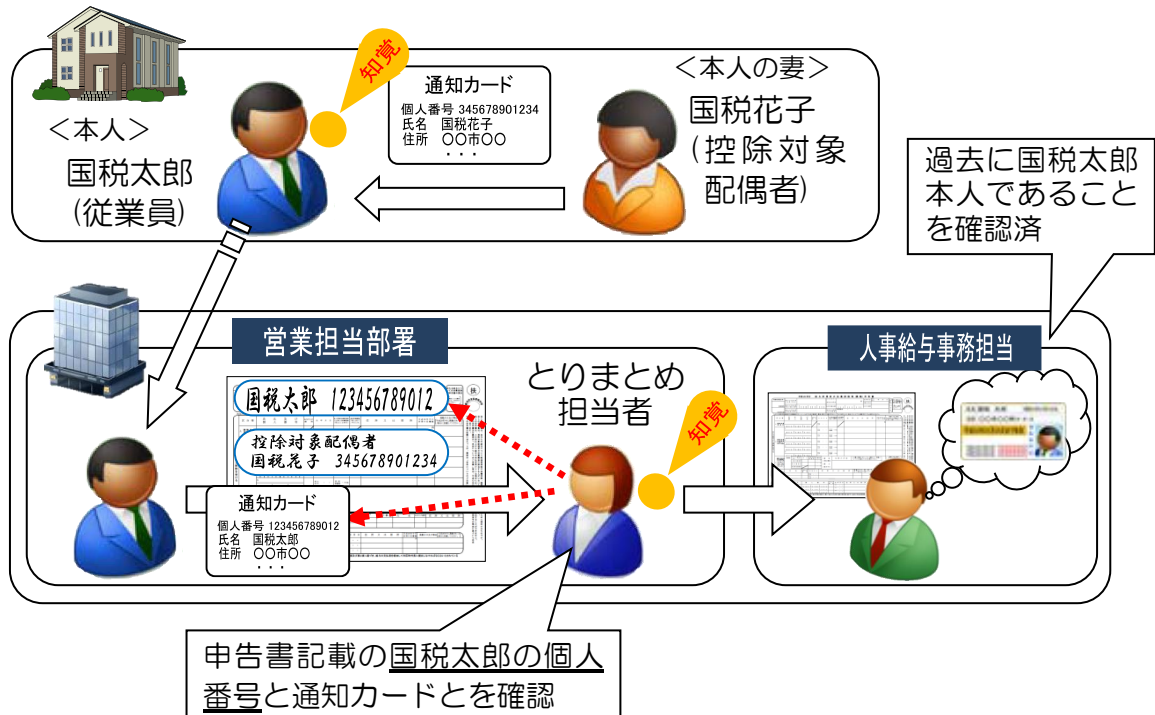 <本人>
国税太郎
(従業員)
知覚
通知カード
個人番号 345678901234
氏名 国税花子
住所 〇〇市〇〇
・・・
<本人の妻>
国税花子
(控除対象
配偶者)
過去に国税太郎
本人であること
を確認済
営業担当部署
国税太郎 123456789012
控除対象配偶者
国税花子 345678901234
通知カード
個人番号 123456789012
氏名 国税太郎
住所 〇〇市〇〇
・・・
とりまとめ
担当者
知覚
人事給与事務担当
申告書記載の国税太郎の個人
番号と通知カードとを確認